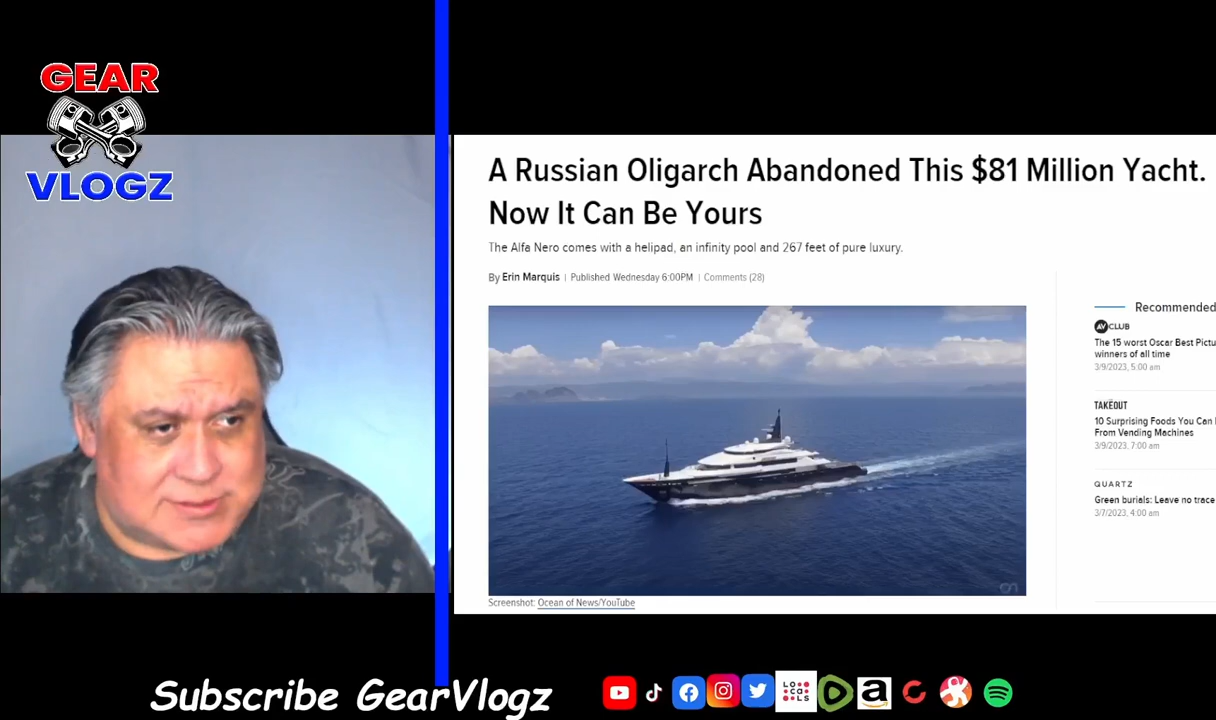 GEAR
VLOGZ
A Russian Oligarch Abandoned This $81 Million Yacht.
Now It Can Be Yours
The Alfa Nero comes with a helipad, an infinity pool and 267 feet of pure luxury.
By Erin Marquis | Published Wednesday 6:00PM | Comments (28)
Screenshot: Ocean of News/YouTube
Recommended
AV CLUB
The 15 worst Oscar Best Pictu
winners of all time
3/9/2023, 5:00 am
TAKEOUT
10 Surprising Foods You Can
From Vending Machines
3/9/2023, 7:00 am
QUARTZ
Green burials: Leave no trace
3/7/2023, 4:00 am
Subscribe GearVlogz
LOCALS
a